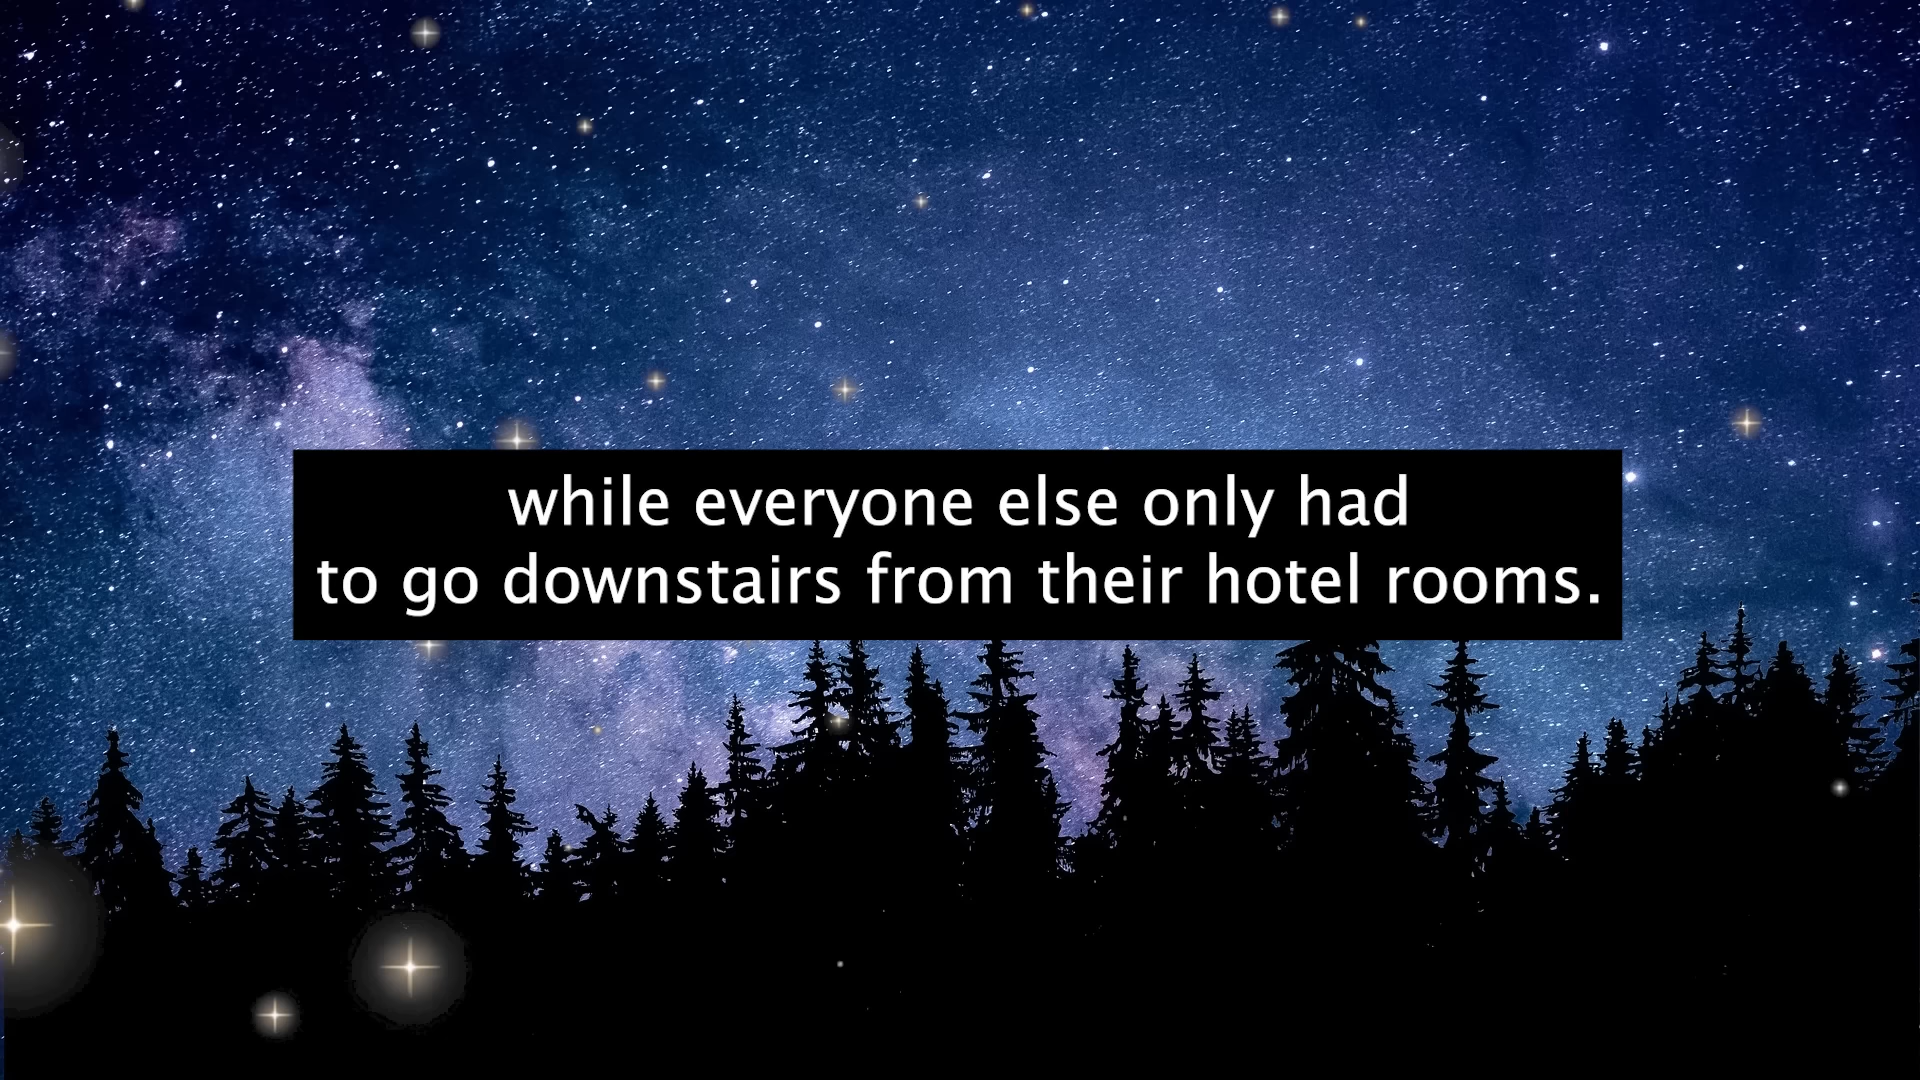 while everyone else only had
to go downstairs from their hotel rooms.